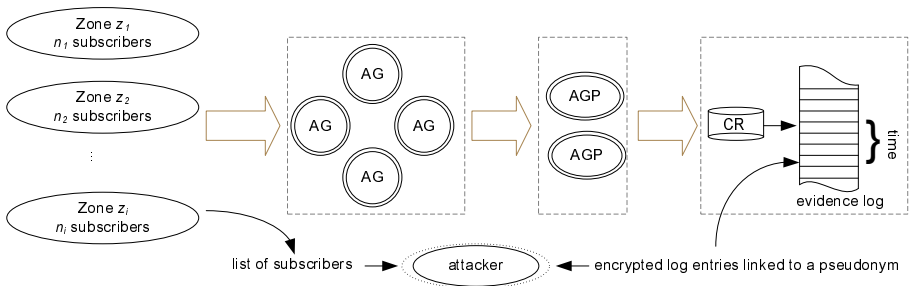 Zone z1
n1 subscribers
Zone z2
n2 subscribers
...
Zone zi
ni subscribers
AG
AG
AG
AG
AGP
AGP
CR
} time
evidence log
list of subscribers
attacker
encrypted log entries linked to a pseudonym